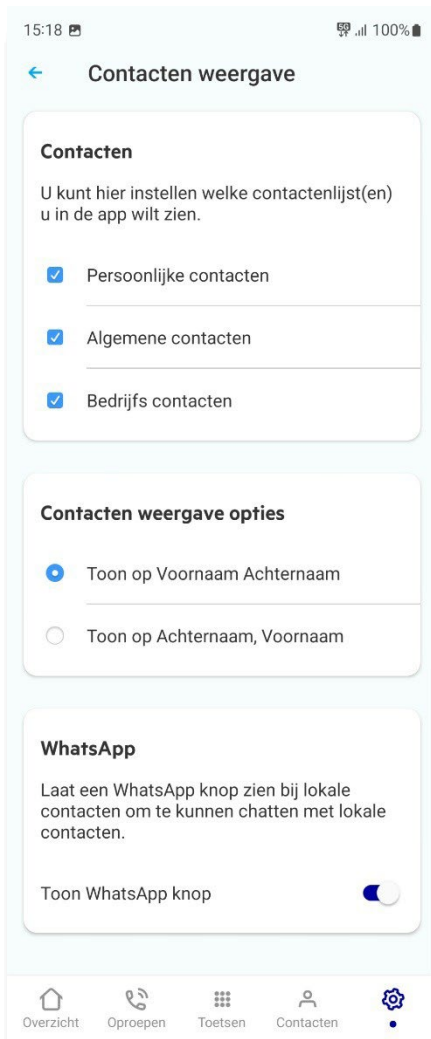 15:18
5G 100%
Contacten weergave
Contacten
U kunt hier instellen welke contactenlijst(en)
u in de app wilt zien.
Persoonlijke contacten
Algemene contacten
Bedrijfs contacten
Contacten weergave opties
Toon op Voornaam Achternaam
Toon op Achternaam, Voornaam
WhatsApp
Laat een WhatsApp knop zien bij lokale
contacten om te kunnen chatten met lokale
contacten.
Toon WhatsApp knop
Overzicht Oproepen Toetsen Contacten